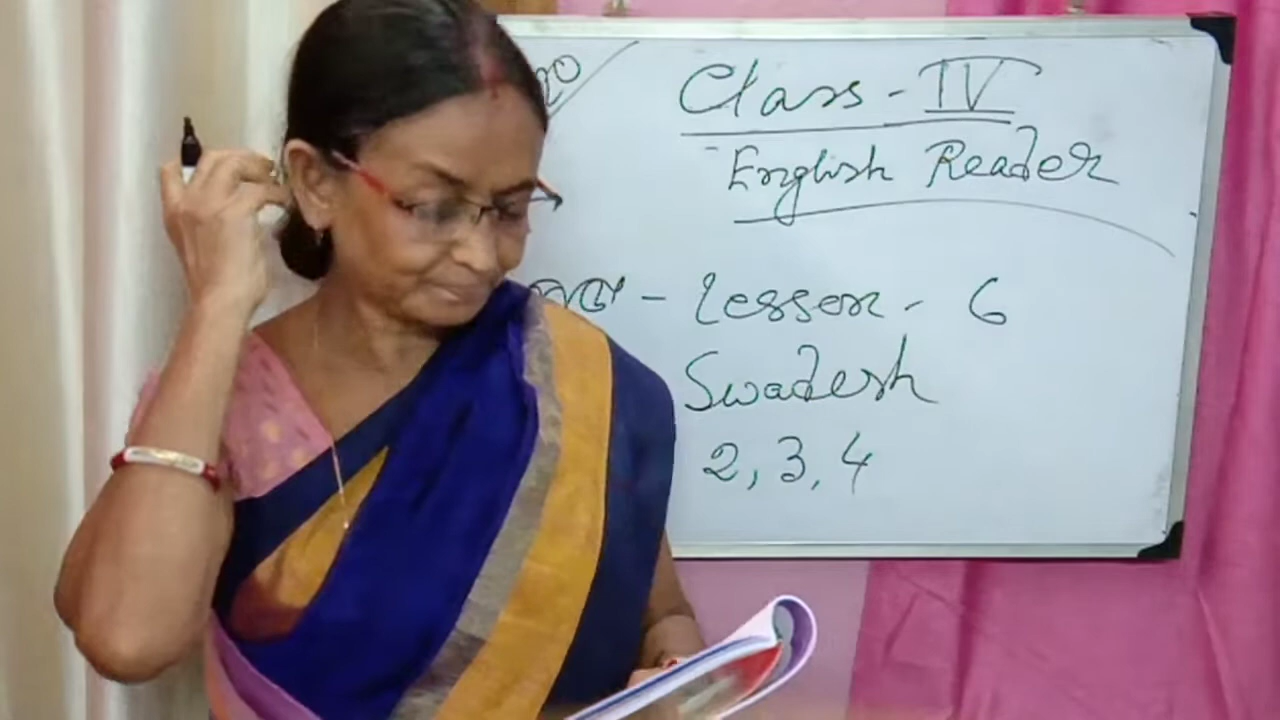 Class - IV
English Reader
- Lesson - 6
Swadesh
2, 3, 4